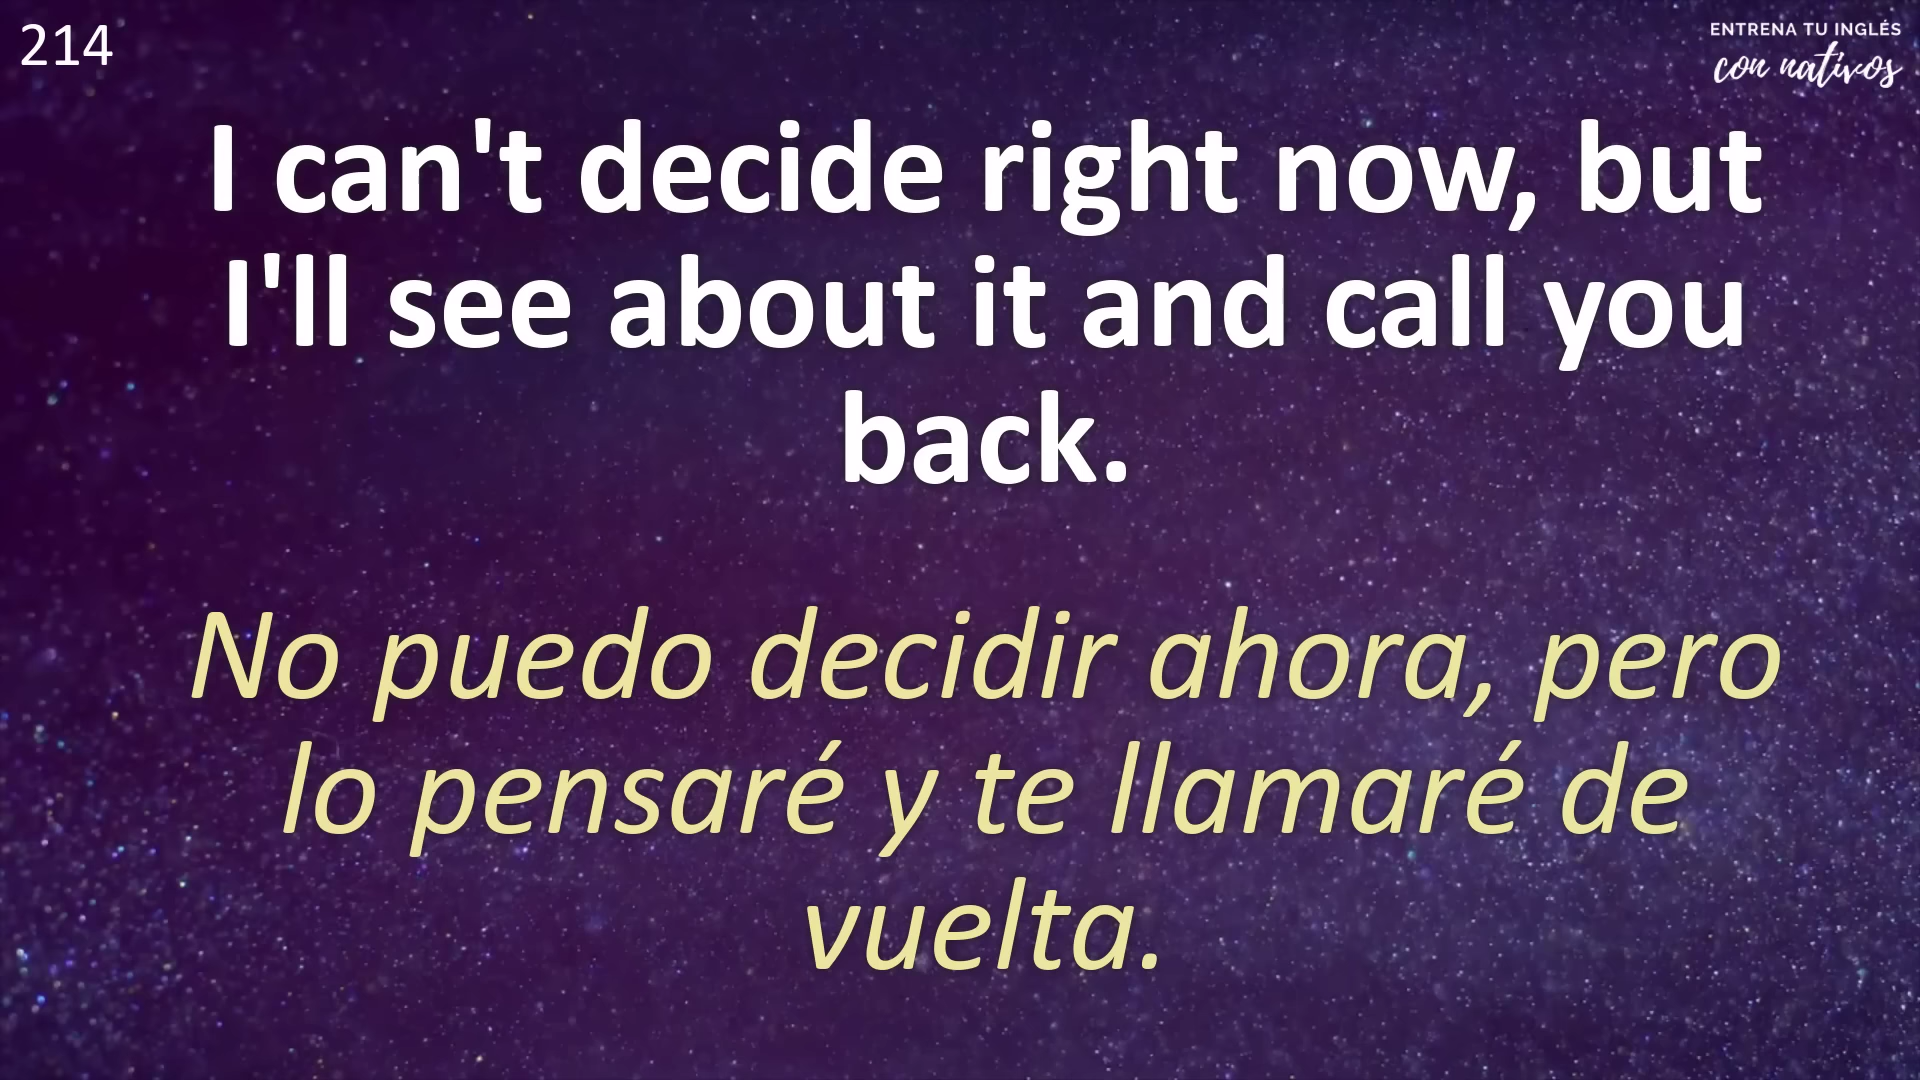 214
ENTRENA TU INGLÉS
con nativos
I can't decide right now, but
I'll see about it and call you
back.
No puedo decidir ahora, pero
lo pensaré y te llamaré de
vuelta.